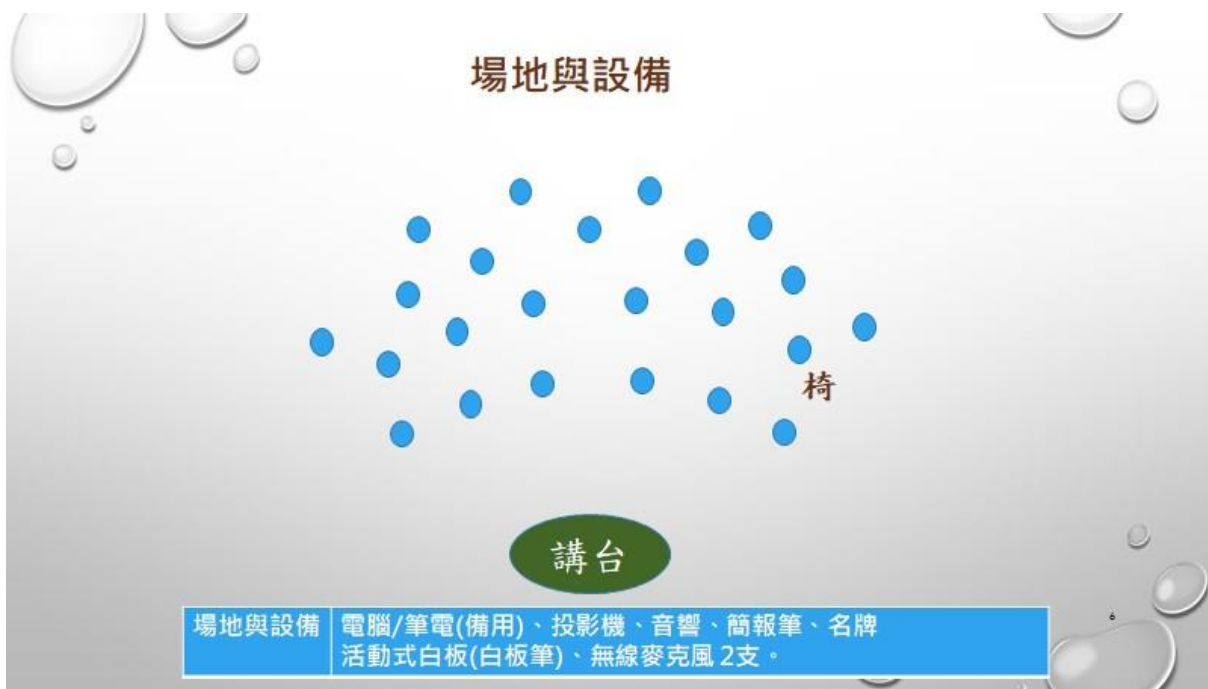 場地與設備
椅
講台
場地與設備
電腦/筆電(備用)、投影機、音響、簡報筆、名牌
活動式白板(白板筆)、無線麥克風2支。